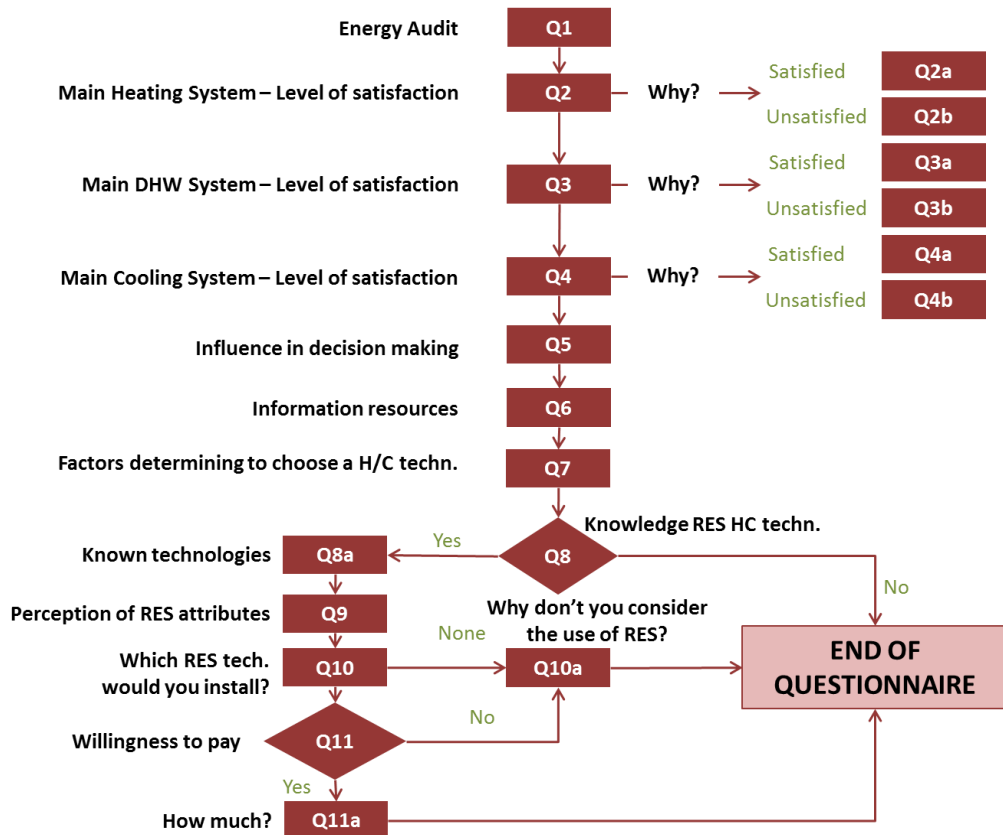 Energy Audit
Q1
Main Heating System – Level of satisfaction
Q2
Why?
Satisfied
Q2a
Unsatisfied
Q2b
Main DHW System – Level of satisfaction
Q3
Why?
Satisfied
Q3a
Unsatisfied
Q3b
Main Cooling System – Level of satisfaction
Q4
Why?
Satisfied
Q4a
Unsatisfied
Q4b
Influence in decision making
Q5
Information resources
Q6
Factors determining to choose a H/C techn.
Q7
Knowledge RES HC techn.
Q8
Yes
No
Known technologies
Q8a
Perception of RES attributes
Q9
Why don't you consider
the use of RES?
None
Which RES tech.
would you install?
Q10
Q10a
END OF
QUESTIONNAIRE
No
Willingness to pay
Q11
Yes
How much?
Q11a